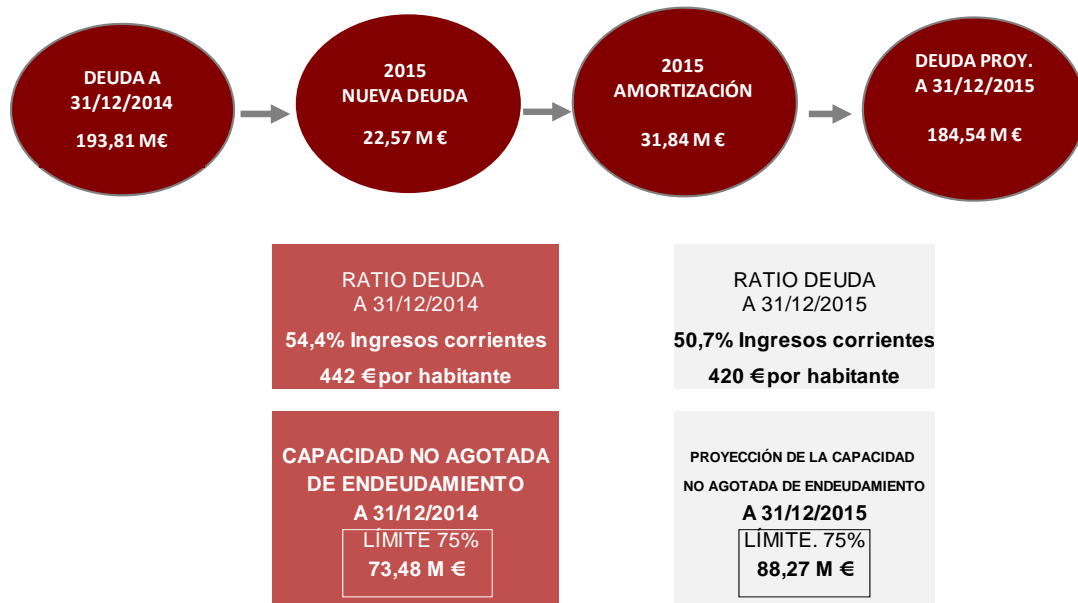 DEUDA A
31/12/2014
193,81 M€
2015
NUEVA DEUDA
22,57 M €
2015
AMORTIZACIÓN
31,84 M €
DEUDA PROY.
A 31/12/2015
184,54 M €
RATIO DEUDA
A 31/12/2014
54,4% Ingresos corrientes
442 € por habitante
RATIO DEUDA
A 31/12/2015
50,7% Ingresos corrientes
420 € por habitante
CAPACIDAD NO AGOTADA
DE ENDEUDAMIENTO
A 31/12/2014
LÍMITE 75%
73,48 M €
PROYECCIÓN DE LA CAPACIDAD
NO AGOTADA DE ENDEUDAMIENTO
A 31/12/2015
LÍMITE. 75%
88,27 M €